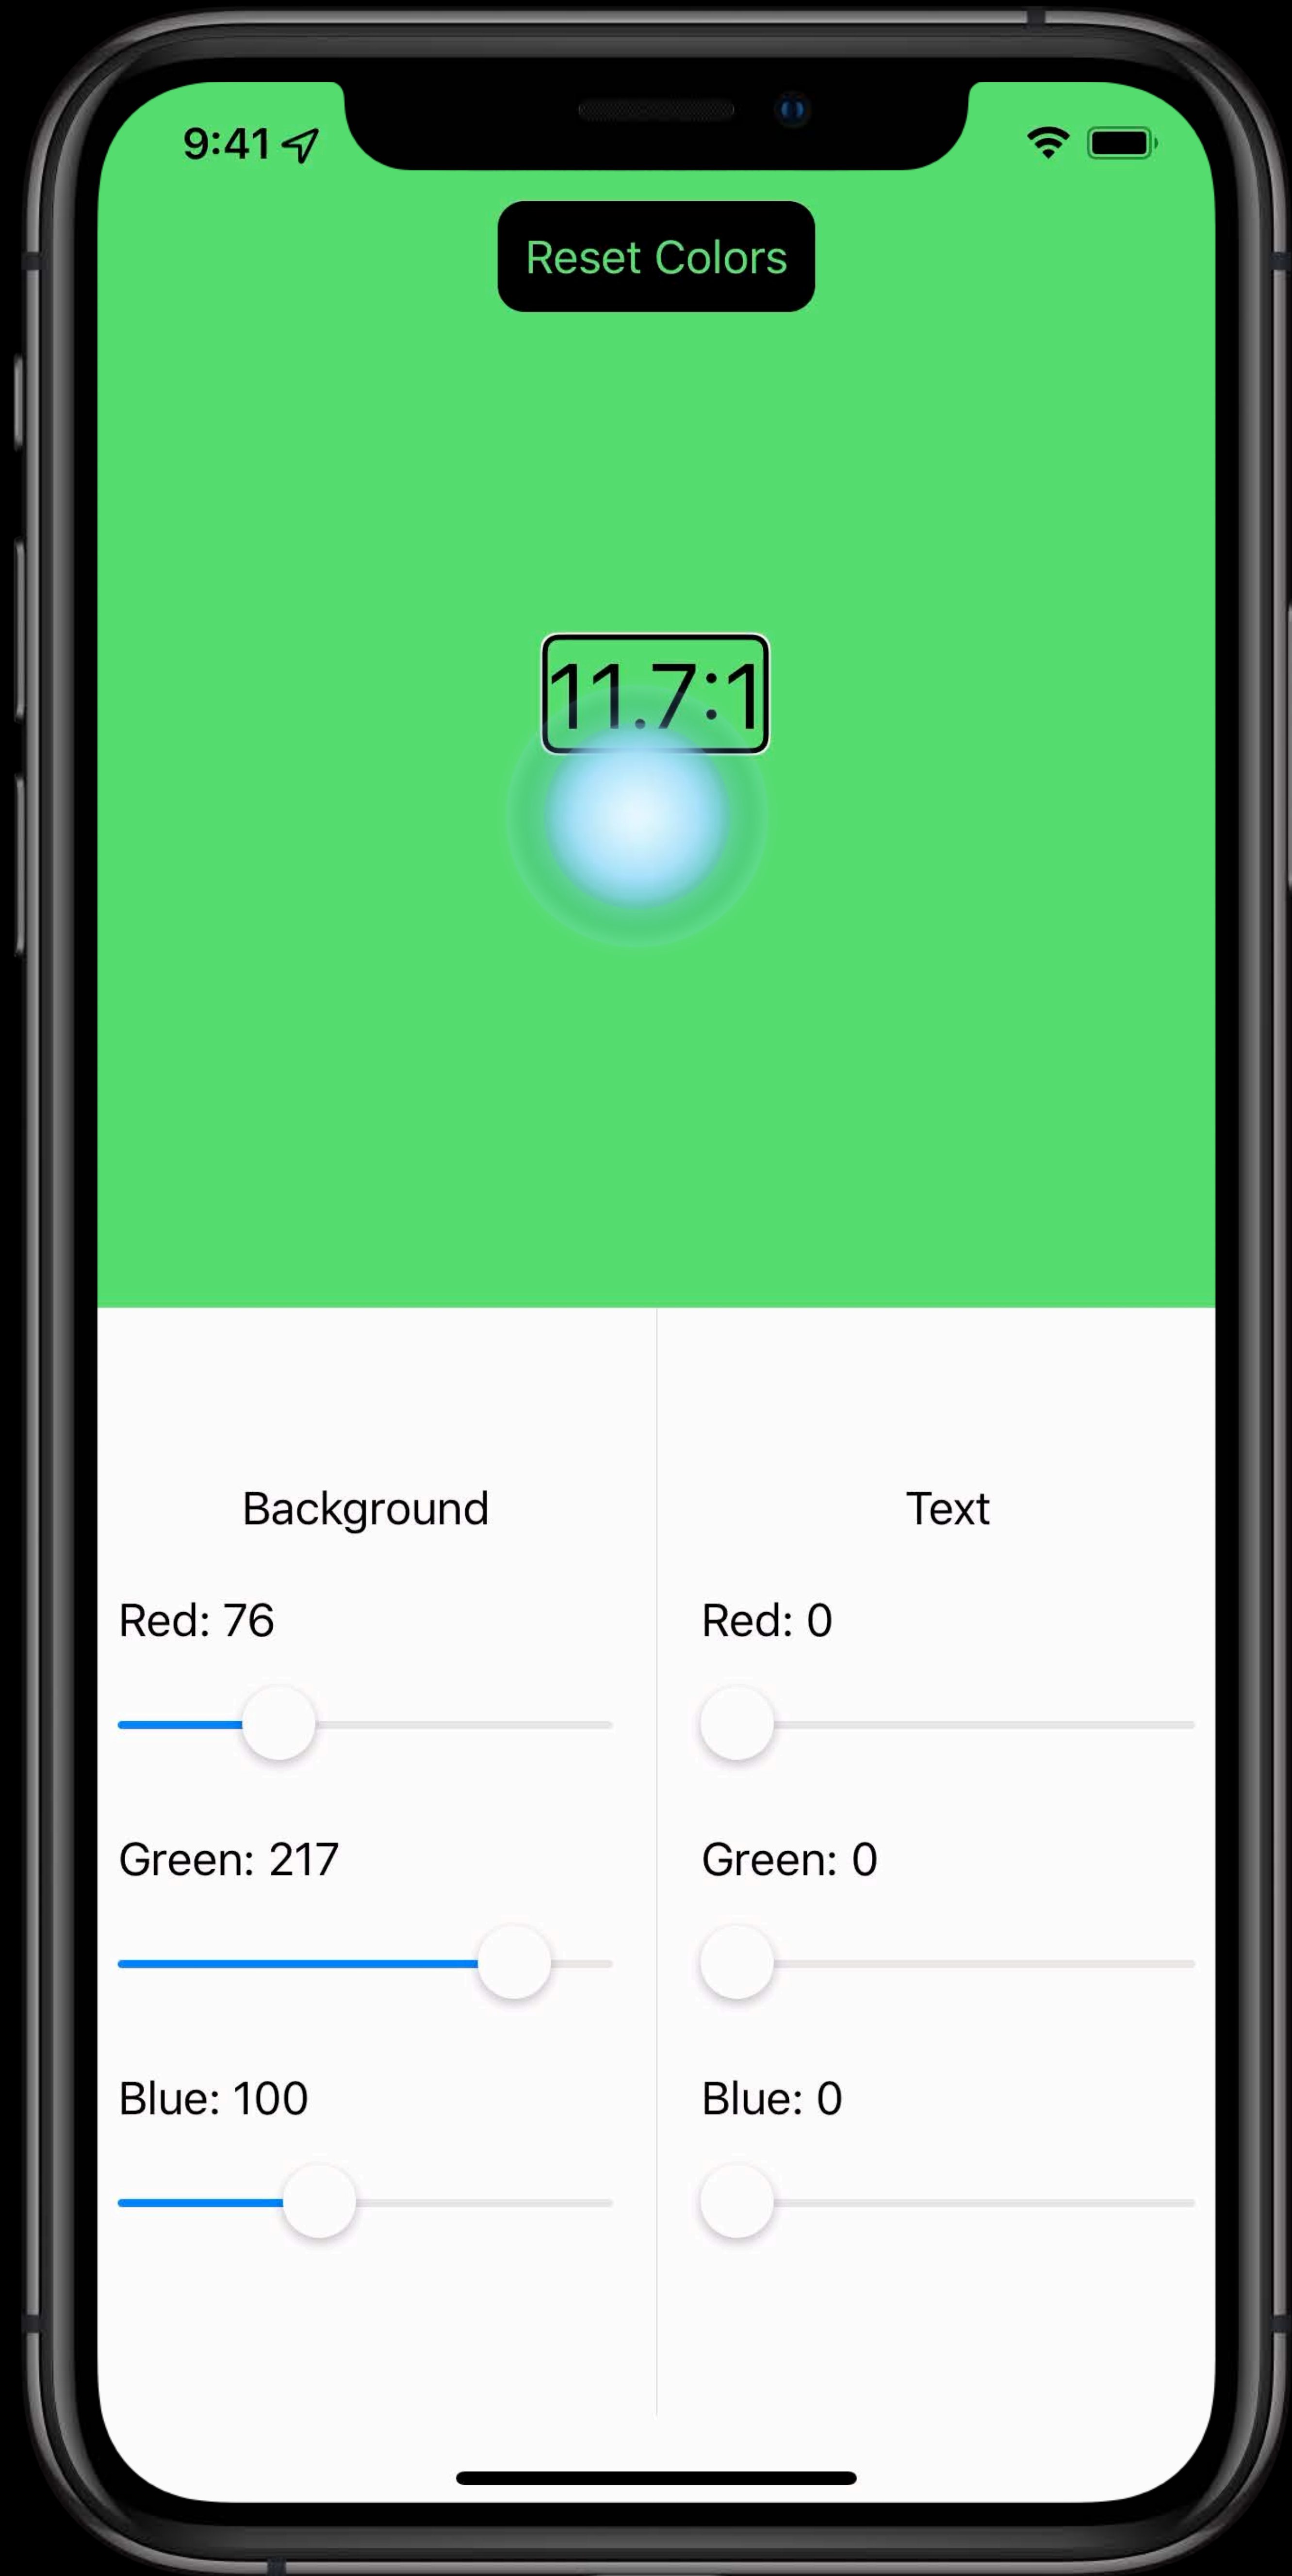 9:41
Reset Colors
11.7:1
Background
Text
Red: 76
Red: 0
Green: 217
Green: 0
Blue: 100
Blue: 0